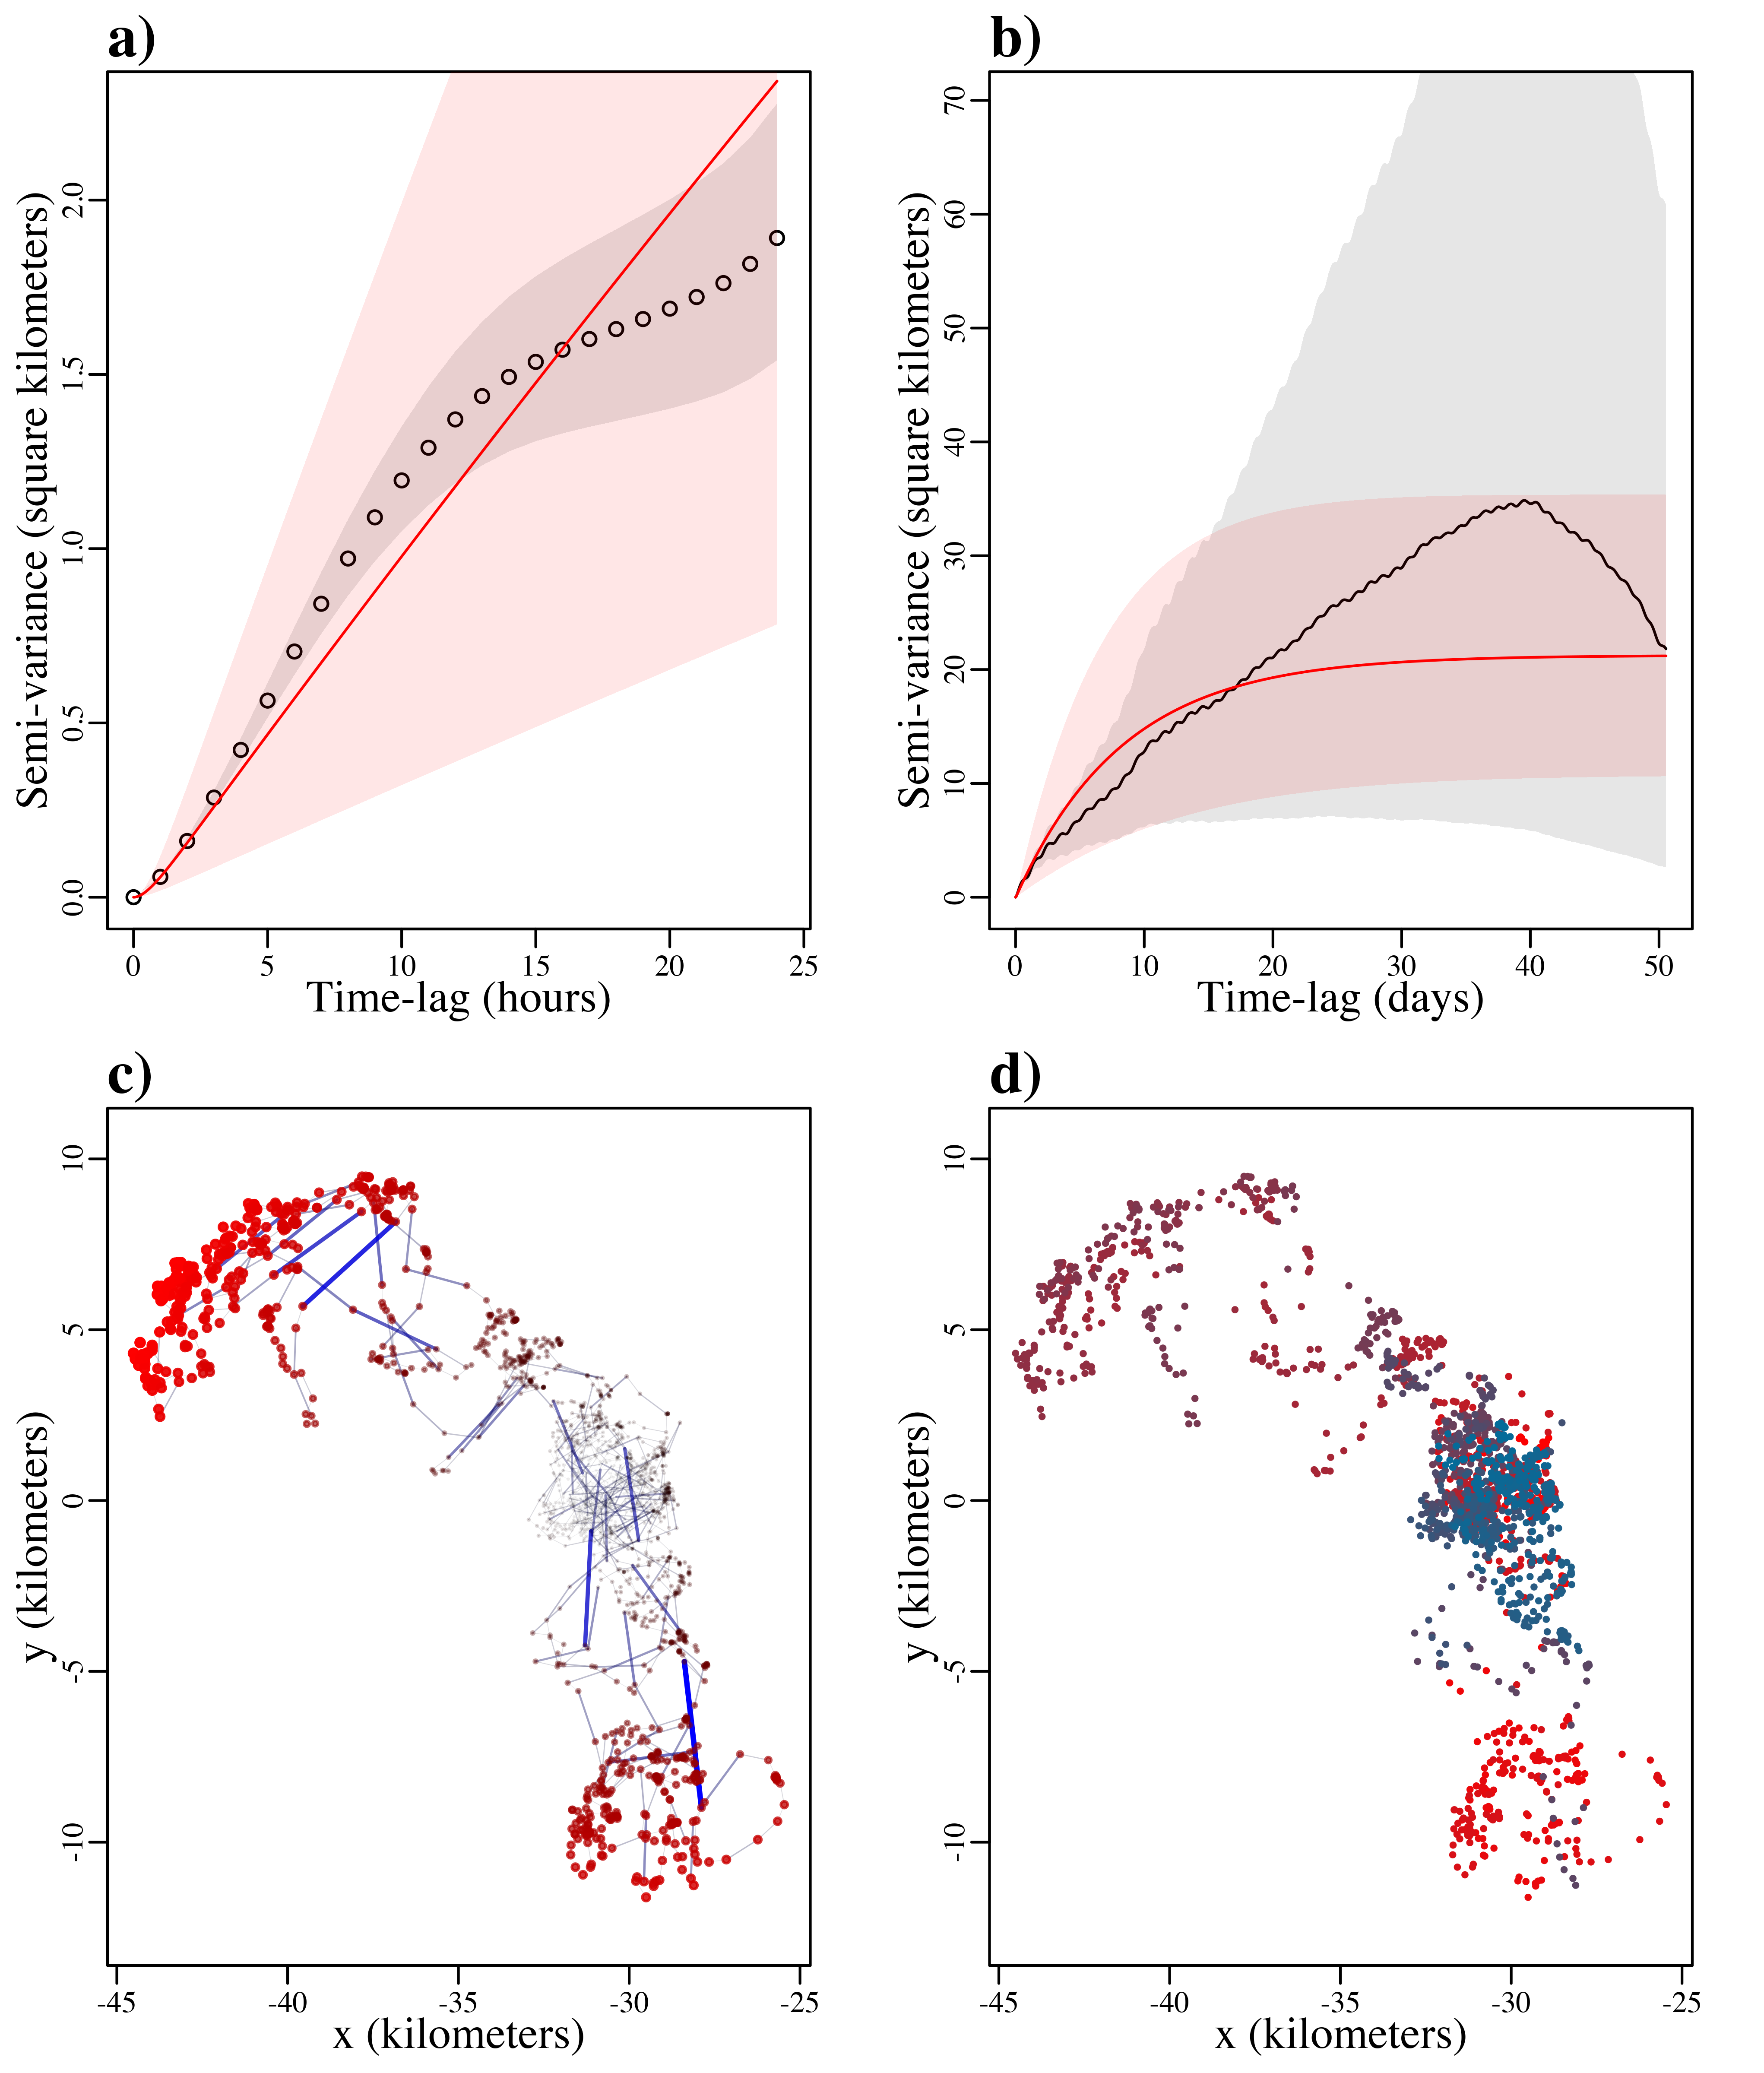 a)
Semi-variance (square kilometers)
0.0 0.5 1.0 1.5 2.0
0 5 10 15 20 25
Time-lag (hours)
b)
Semi-variance (square kilometers)
0 10 20 30 40 50 60 70
0 10 20 30 40 50
Time-lag (days)
c)
y (kilometers)
-10 -5 0 5 10
-45 -40 -35 -30 -25
x (kilometers)
d)
y (kilometers)
-10 -5 0 5 10
-45 -40 -35 -30 -25
x (kilometers)